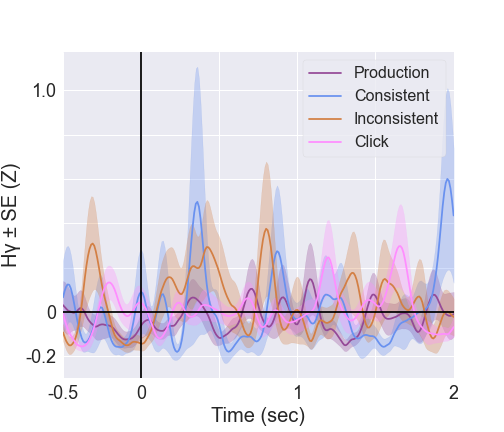 Production
Consistent
Inconsistent
Click
Hγ ± SE (Z)
1.0
0
-0.2
-0.5
0
1
2
Time (sec)